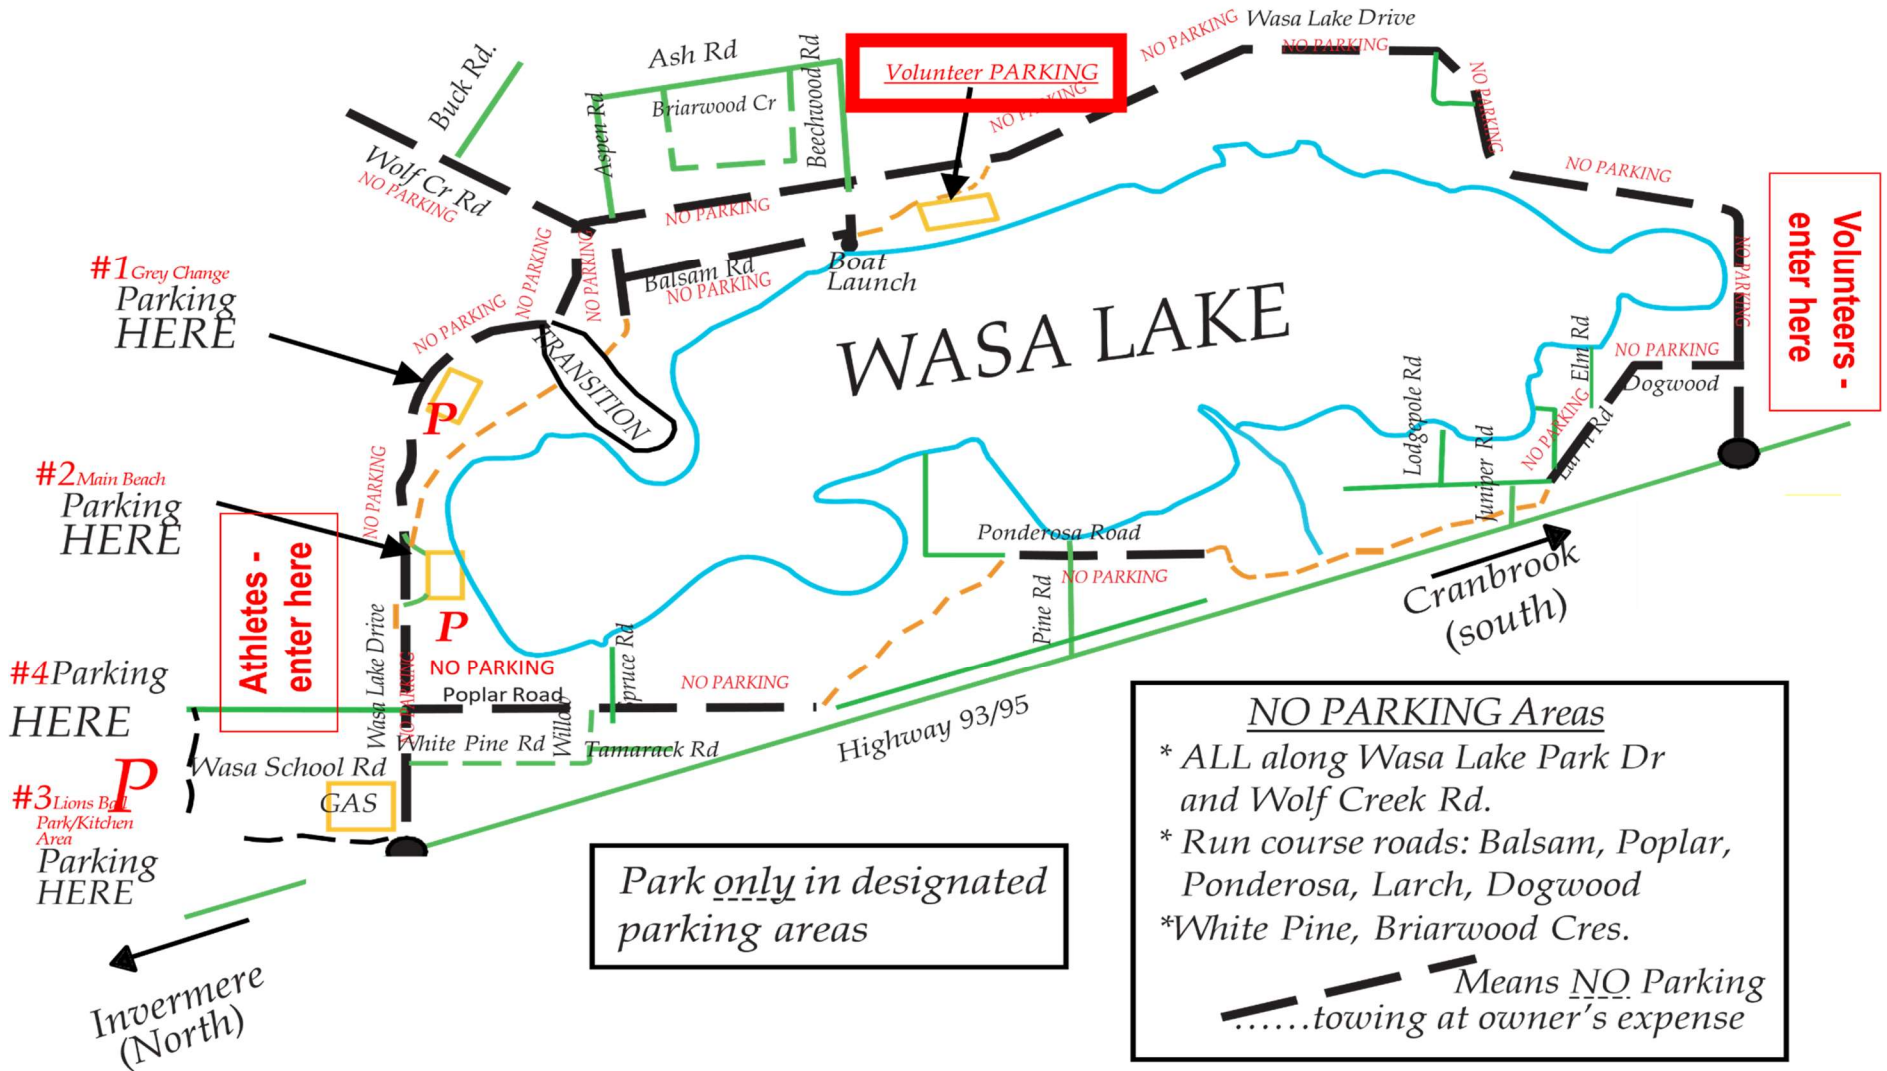 Wasa Lake Drive
NO PARKING
NO PARKING
Buck Rd.
Ash Rd
Volunteer PARKING
NO PARKING
NO PARKING
Briarwood Cr
Aspen Rd
Beechwood Rd
Wolf Cr Rd
NO PARKING
NO PARKING
NO PARKING
NO PARKING
NO PARKING
Balsam Rd
NO PARKING
Boat
Launch
Volunteers -
enter here
NO PARKING
#1 Grey Change
Parking
HERE
NO PARKING
TRANSITION
WASA LAKE
Elm Rd
NO PARKING
Dogwood
Lodgepole Rd
NO PARKING
Juniper Rd
#2 Main Beach
Parking
HERE
P
NO PARKING
Ponderosa Road
NO PARKING
Pine Rd
Cranbrook
(south)
Athletes -
enter here
P
Wasa Lake Drive
NO PARKING
NO PARKING
Poplar Road
Spruce Rd
NO PARKING
#4 Parking
HERE
White Pine Rd
Willow
Tamarack Rd
Highway 93/95
Wasa School Rd
GAS
P
#3 Lions Ball
Park/Kitchen
Area
Parking
HERE
Invermere
(North)
Park only in designated
parking areas
NO PARKING Areas
* ALL along Wasa Lake Park Dr
and Wolf Creek Rd.
* Run course roads: Balsam, Poplar,
Ponderosa, Larch, Dogwood
*White Pine, Briarwood Cres.
Means NO Parking
......towing at owner's expense